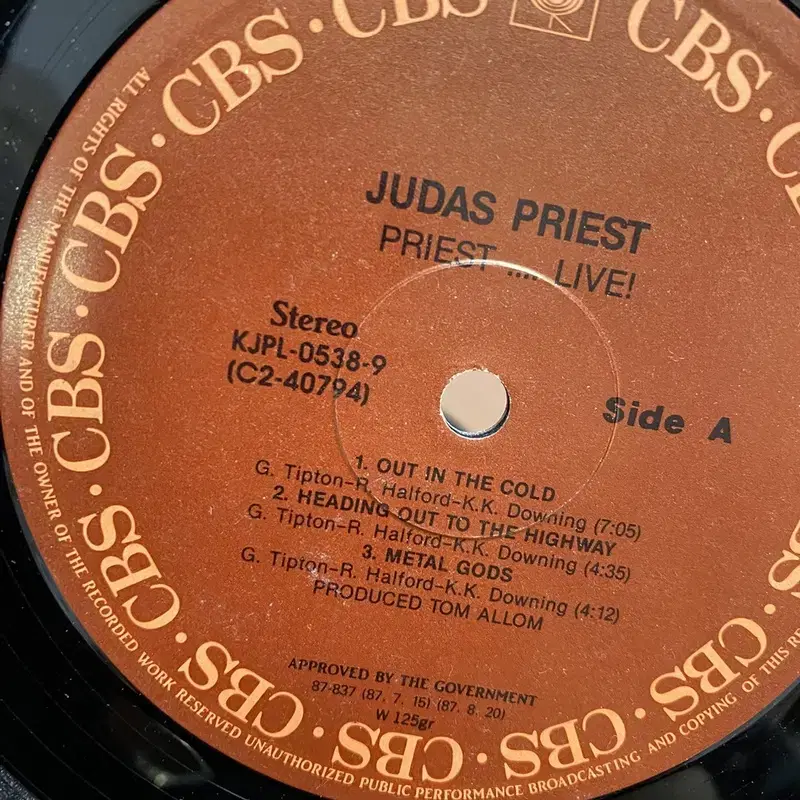 JUDAS PRIEST
PRIEST .... LIVE!
Stereo
KJPL-0538-9
(C2-40794)
Side A
1. OUT IN THE COLD
G. Tipton-R. Halford-K.K. Downing (7:05)
2. HEADING OUT TO THE HIGHWAY
G. Tipton-R. Halford-K.K. Downing (4:35)
3. METAL GODS
G. Tipton-R. Halford-K.K. Downing (4:12)
PRODUCED TOM ALLOM
APPROVED BY THE GOVERNMENT
87-837 (87, 7, 15) (87. 8. 20)
W 125gr
CBS · CBS · CBS · CBS · CBS · CBS · CBS · CBS · CBS · CBS
ALL RIGHTS OF THE MANUFACTURER AND OF THE OWNER OF THE RECORDED WORK RESERVED UNAUTHORIZED PUBLIC PERFORMANCE BROADCASTING AND COPYING OF THIS